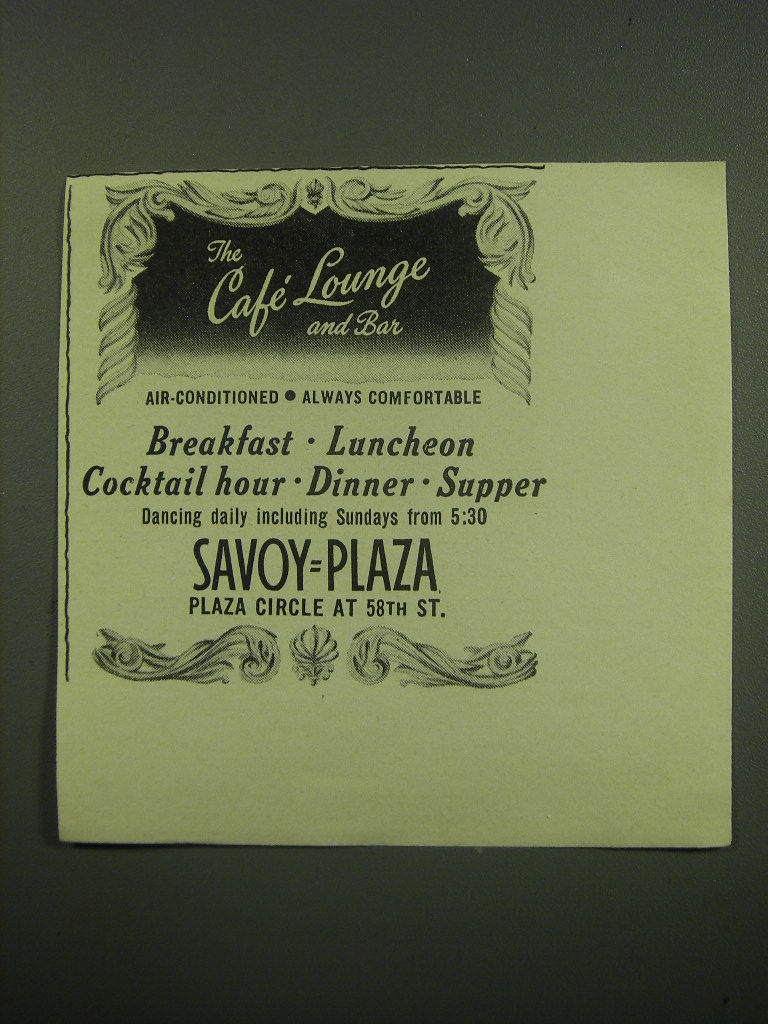 The
Café Lounge
and Bar
AIR-CONDITIONED • ALWAYS COMFORTABLE
Breakfast · Luncheon
Cocktail hour · Dinner · Supper
Dancing daily including Sundays from 5:30
SAVOY=PLAZA
PLAZA CIRCLE AT 58TH ST.